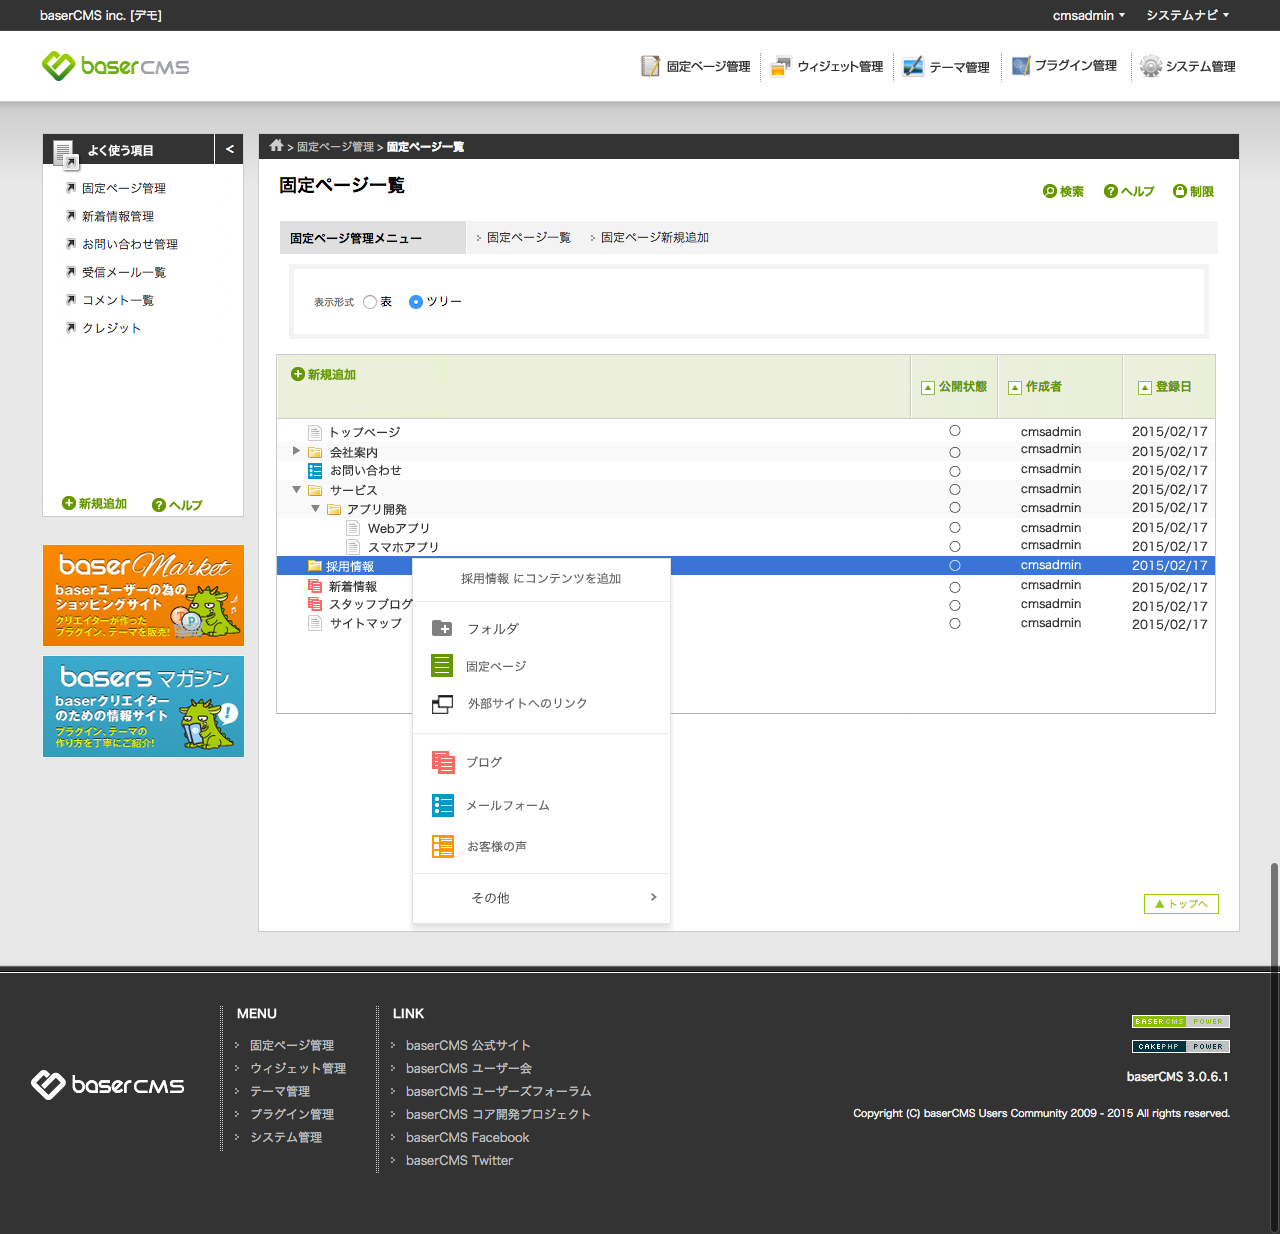 baserCMS inc. [デモ]
cmsadmin
システムナビ
baserCMS
固定ページ管理
ウィジェット管理
テーマ管理
プラグイン管理
システム管理
よく使う項目
<
固定ページ管理
新着情報管理
お問い合わせ管理
受信メール一覧
コメント一覧
クレジット
新規追加
ヘルプ
baser Market
baserユーザーの為の
ショッピングサイト
クリエイターが作った
プラグイン、テーマを販売!
basers マガジン
baserクリエイター
のための情報サイト
プラグイン、テーマの
作り方を丁寧にご紹介!
> 固定ページ管理 > 固定ページ一覧
固定ページ一覧
検索
ヘルプ
制限
固定ページ管理メニュー
固定ページ一覧
固定ページ新規追加
表示形式 表 ツリー
新規追加
公開状態
作成者
登録日
トップページ ○ cmsadmin 2015/02/17
会社案内 ○ cmsadmin 2015/02/17
お問い合わせ ○ cmsadmin 2015/02/17
サービス ○ cmsadmin 2015/02/17
アプリ開発 ○ cmsadmin 2015/02/17
Webアプリ ○ cmsadmin 2015/02/17
スマホアプリ ○ cmsadmin 2015/02/17
採用情報 ○ cmsadmin 2015/02/17
新着情報 ○ cmsadmin 2015/02/17
スタッフブログ ○ cmsadmin 2015/02/17
サイトマップ ○ cmsadmin 2015/02/17
採用情報 にコンテンツを追加
フォルダ
固定ページ
外部サイトへのリンク
ブログ
メールフォーム
お客様の声
その他
トップへ
baserCMS
MENU
固定ページ管理
ウィジェット管理
テーマ管理
プラグイン管理
システム管理
LINK
baserCMS 公式サイト
baserCMS ユーザー会
baserCMS ユーザーズフォーラム
baserCMS コア開発プロジェクト
baserCMS Facebook
baserCMS Twitter
BASERCMS POWER
CAKEPHP POWER
baserCMS 3.0.6.1
Copyright (C) baserCMS Users Community 2009 - 2015 All rights reserved.